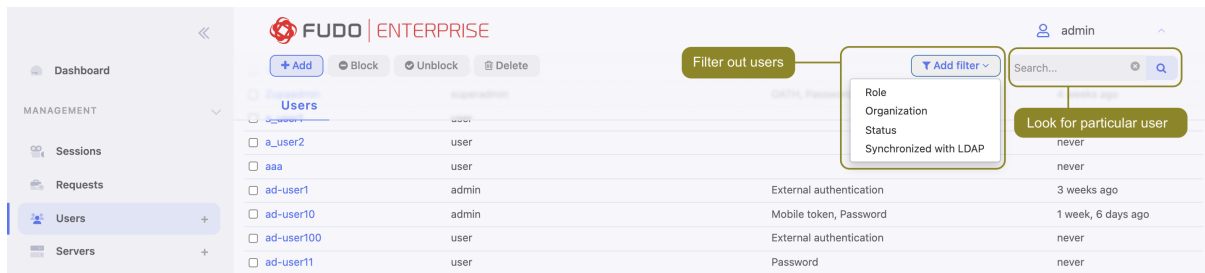 FUDO | ENTERPRISE
admin
Dashboard
+ Add
Block
Unblock
Delete
Filter out users
Add filter
Search...
MANAGEMENT
Users
superadmin
Role
Organization
Status
Synchronized with LDAP
Look for particular user
a_user2 user never
Sessions
aaa user never
Requests
ad-user1 admin External authentication 3 weeks ago
Users +
ad-user10 admin Mobile token, Password 1 week, 6 days ago
ad-user100 user External authentication never
Servers +
ad-user11 user Password never